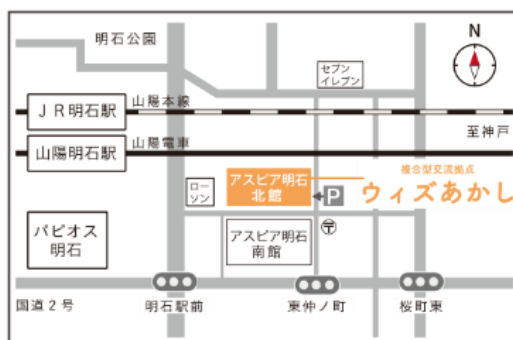 明石公園
N
セブン
イレブン
JR明石駅
山陽本線
至神戸
山陽明石駅
山陽電車
複合型交流拠点
ウィズあかし
アスピア明石
北館
ロー
ソン
P
パピオス
明石
アスピア明石
南館
〒
国道2号
明石駅前
東仲ノ町
桜町東